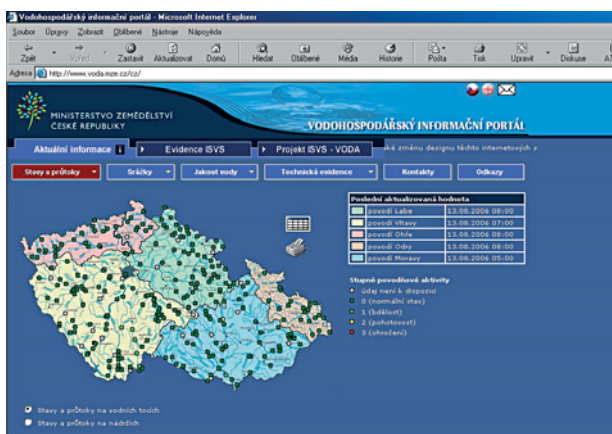 Vodohospodářský informační portál - Microsoft Internet Explorer
Soubor Úpravy Zobrazit Oblíbené Nástroje Nápověda
Zpět Vpřed Zastavit Aktualizovat Domů Hledat Oblíbené Média Historie Pošta Tisk Upravit Diskuse
Adresa http://www.voda.mze.cz/cz/
MINISTERSTVO ZEMĚDĚLSTVÍ
ČESKÉ REPUBLIKY
VODOHOSPODÁŘSKÝ INFORMAČNÍ PORTÁL
Aktuální informace Evidence ISVS Projekt ISVS - VODA ké změnu designu těchto internetových s
Stavy a průtoky Srážky Jakost vody Technická evidence Kontakty Odkazy
Poslední aktualizovaná hodnota
povodí Labe 13.08.2006 08:00
povodí Vltavy 13.08.2006 07:00
povodí Ohře 13.08.2006 08:00
povodí Odry 13.08.2006 08:00
povodí Moravy 13.08.2006 05:00
Stupně povodňové aktivity
údaj není k dispozici
0 (normální stav)
1 (bdělost)
2 (pohotovost)
3 (ohrožení)
Stavy a průtoky na vodních tocích
Stavy a průtoky na nádržích